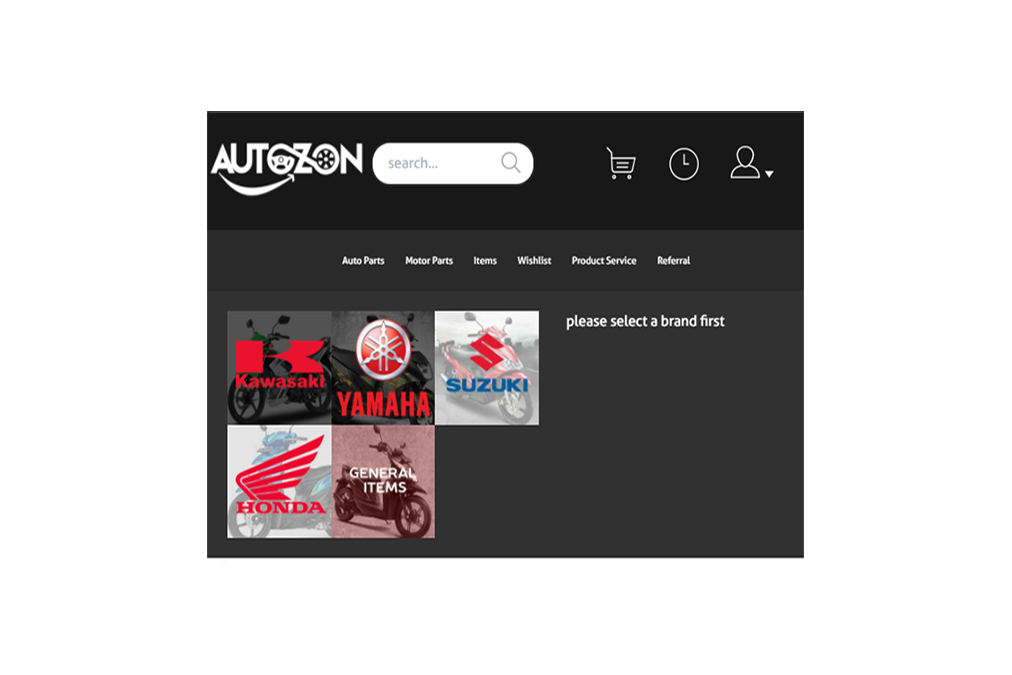 AUTOZON
search...
Auto Parts Motor Parts Items Wishlist Product Service Referral
please select a brand first
Kawasaki
YAMAHA
SUZUKI
HONDA
GENERAL
ITEMS